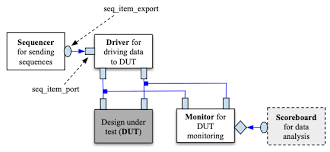 seq_item_export
Sequencer
for sending
sequences
Driver for
driving data
to DUT
seq_item_port
Design under
test (DUT)
Monitor for
DUT
monitoring
Scoreboard
for data
analysis